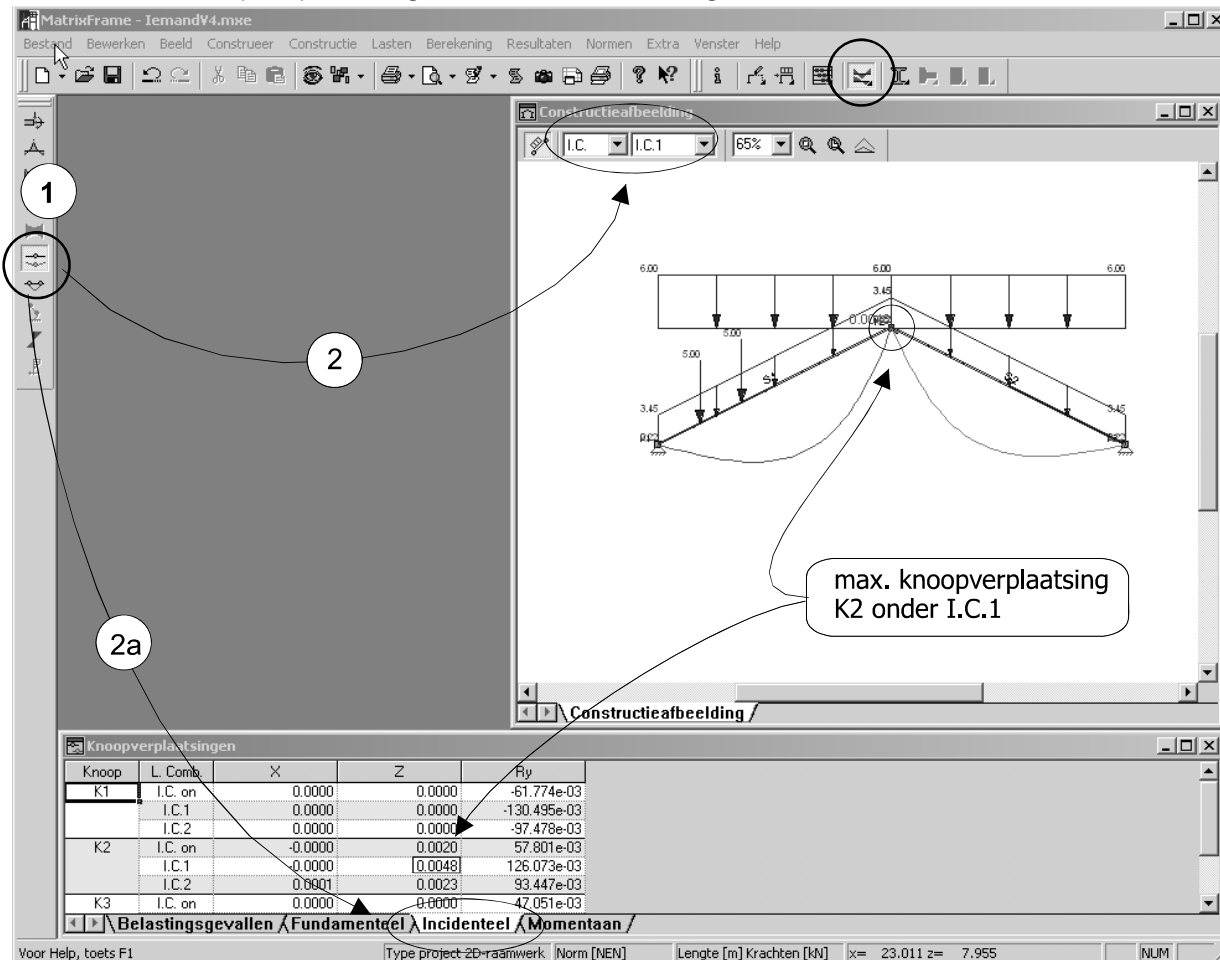 MatrixFrame - IemandV4.mxe
Bestand Bewerken Beeld Construeer Constructie Lasten Berekening Resultaten Normen Extra Venster Help
Constructieafbeelding
I.C. I.C.1 65%
1
2
2a
6.00 6.00 6.00
3.45
5.00
5.00
S1 S2
3.45 3.45
max. knoopverplaatsing
K2 onder I.C.1
Constructieafbeelding
Knoopverplaatsingen
Knoop L. Comb. X Z Ry
K1 I.C. on 0.0000 0.0000 -61.774e-03
I.C.1 0.0000 0.0000 -130.495e-03
I.C.2 0.0000 0.0000 -97.478e-03
K2 I.C. on -0.0000 0.0020 57.801e-03
I.C.1 -0.0000 0.0048 126.073e-03
I.C.2 0.0001 0.0023 93.447e-03
K3 I.C. on 0.0000 0.0000 47.051e-03
Belastingsgevallen Fundamenteel Incidenteel Momentaan
Voor Help, toets F1 Type project 2D-raamwerk Norm [NEN] Lengte [m] Krachten [kN] x= 23.011 z= 7.955 NUM